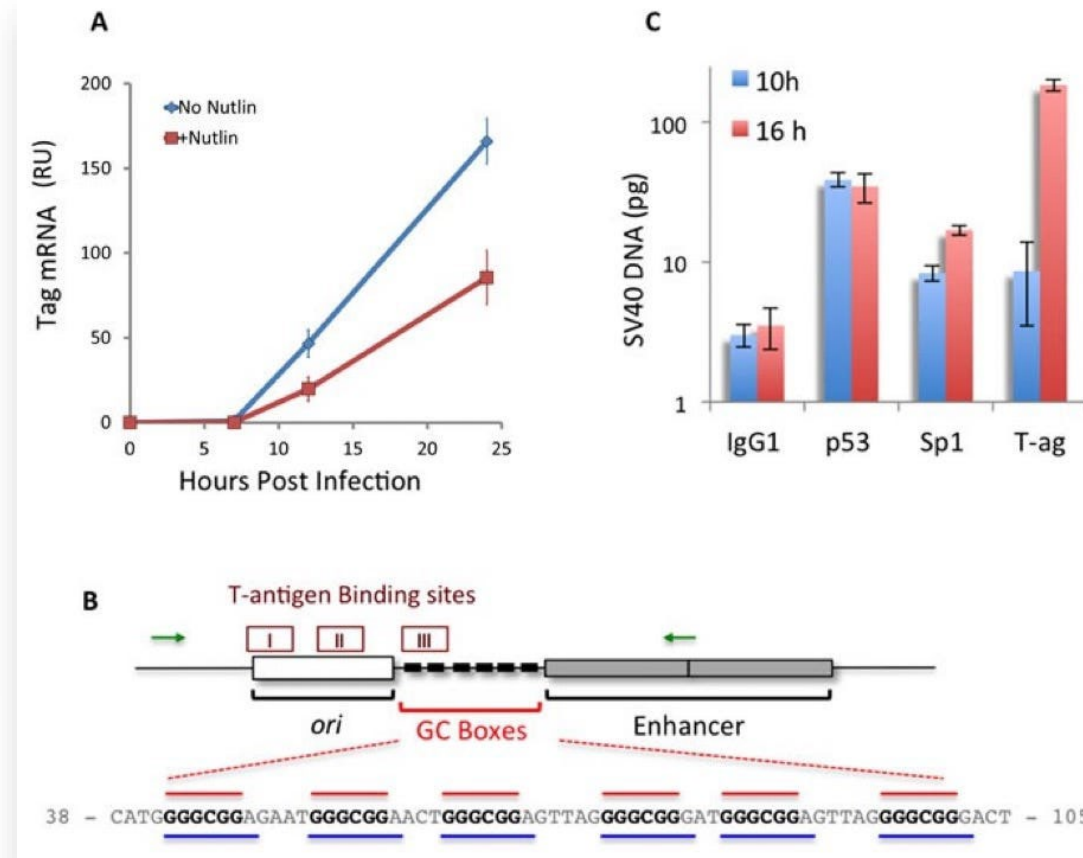 A
200
150
100
50
0
Tag mRNA (RU)
No Nutlin
+Nutlin
0 5 10 15 20 25
Hours Post Infection
C
10h
16 h
100
10
1
SV40 DNA (pg)
IgG1 p53 Sp1 T-ag
B
T-antigen Binding sites
I II III
ori GC Boxes Enhancer
38 – CATGGGGCGGAGAATGGGCGGAACTGGGCGGAGTTAGGGGCGGGATGGGCGGAGTTAGGGGCGGGACT – 105